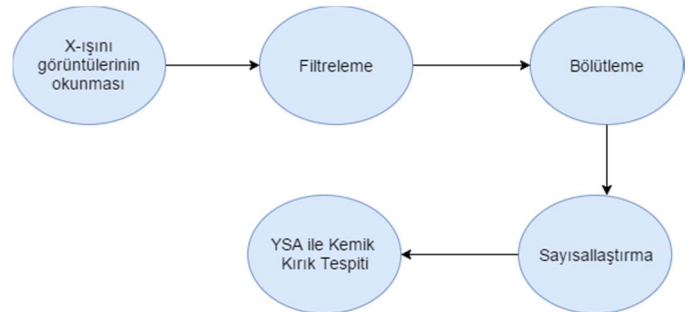 X-ışını
görüntülerinin
okunması
Filtreleme
Bölütleme
Sayısallaştırma
YSA ile Kemik
Kırık Tespiti